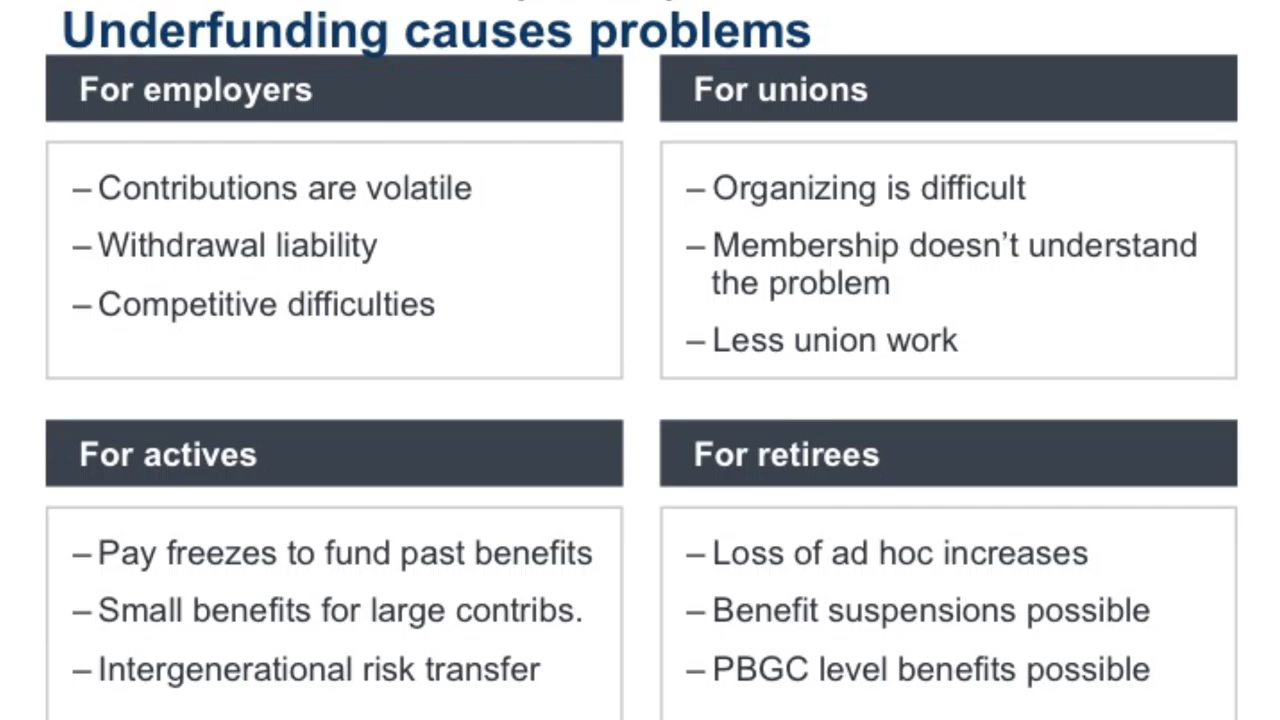 Underfunding causes problems
For employers
– Contributions are volatile
– Withdrawal liability
– Competitive difficulties
For unions
– Organizing is difficult
– Membership doesn’t understand
the problem
– Less union work
For actives
– Pay freezes to fund past benefits
– Small benefits for large contribs.
– Intergenerational risk transfer
For retirees
– Loss of ad hoc increases
– Benefit suspensions possible
– PBGC level benefits possible